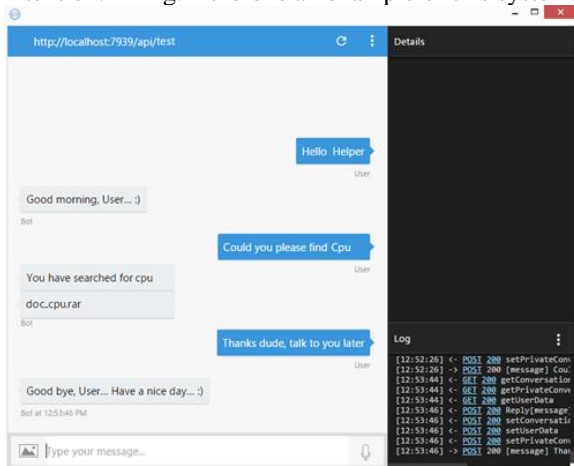 http://localhost:7939/api/test
Details
Hello Helper
User
Good morning, User... :)
Bot
Could you please find Cpu
User
You have searched for cpu
doc_cpu.rar
Bot
Thanks dude, talk to you later
User
Good bye, User... Have a nice day... :)
Bot at 12:53:46 PM
Type your message...
Log
[12:52:26] <- POST 200 setPrivateConv
[12:52:26] -> POST 200 [message] Coul
[12:53:44] <- GET 200 getConversation
[12:53:44] <- GET 200 getPrivateConve
[12:53:44] <- GET 200 getUserData
[12:53:46] <- POST 200 Reply[message]
[12:53:46] <- POST 200 setConversatic
[12:53:46] <- POST 200 setUserData
[12:53:46] <- POST 200 setPrivateConv
[12:53:46] -> POST 200 [message] Than